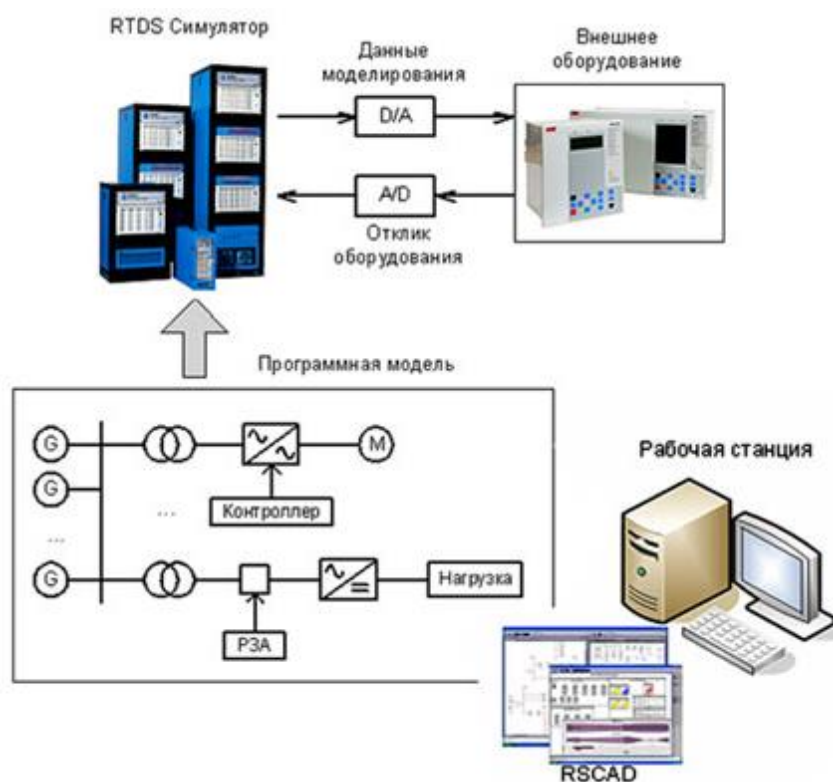 RTDS Симулятор
Данные
моделирования
Внешнее
оборудование
D/A
A/D
Отклик
оборудования
Программная модель
G
M
G
...
...
Контроллер
G
Нагрузка
РЗА
Рабочая станция
RSCAD